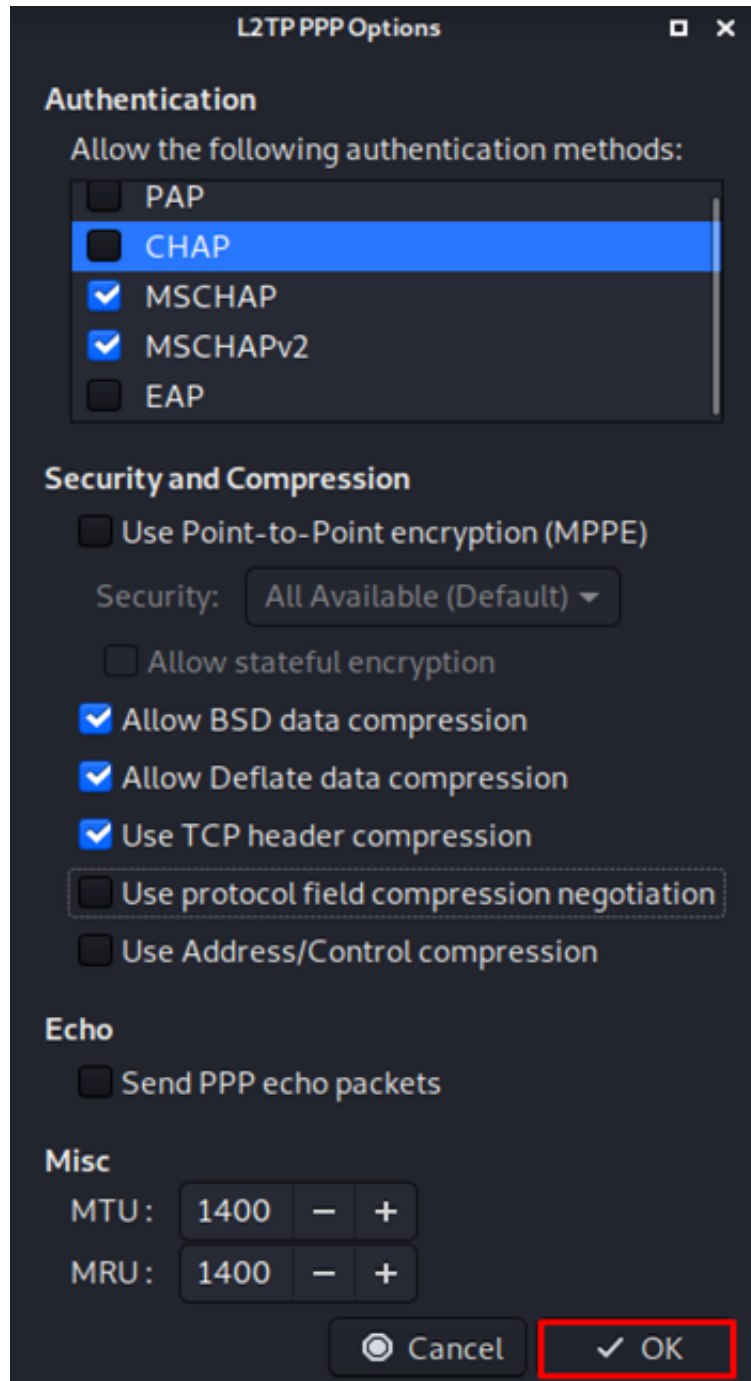 L2TP PPP Options
Authentication
Allow the following authentication methods:
PAP
CHAP
MSCHAP
MSCHAPv2
EAP
Security and Compression
Use Point-to-Point encryption (MPPE)
Security: All Available (Default)
Allow stateful encryption
Allow BSD data compression
Allow Deflate data compression
Use TCP header compression
Use protocol field compression negotiation
Use Address/Control compression
Echo
Send PPP echo packets
Misc
MTU: 1400 − +
MRU: 1400 − +
Cancel OK